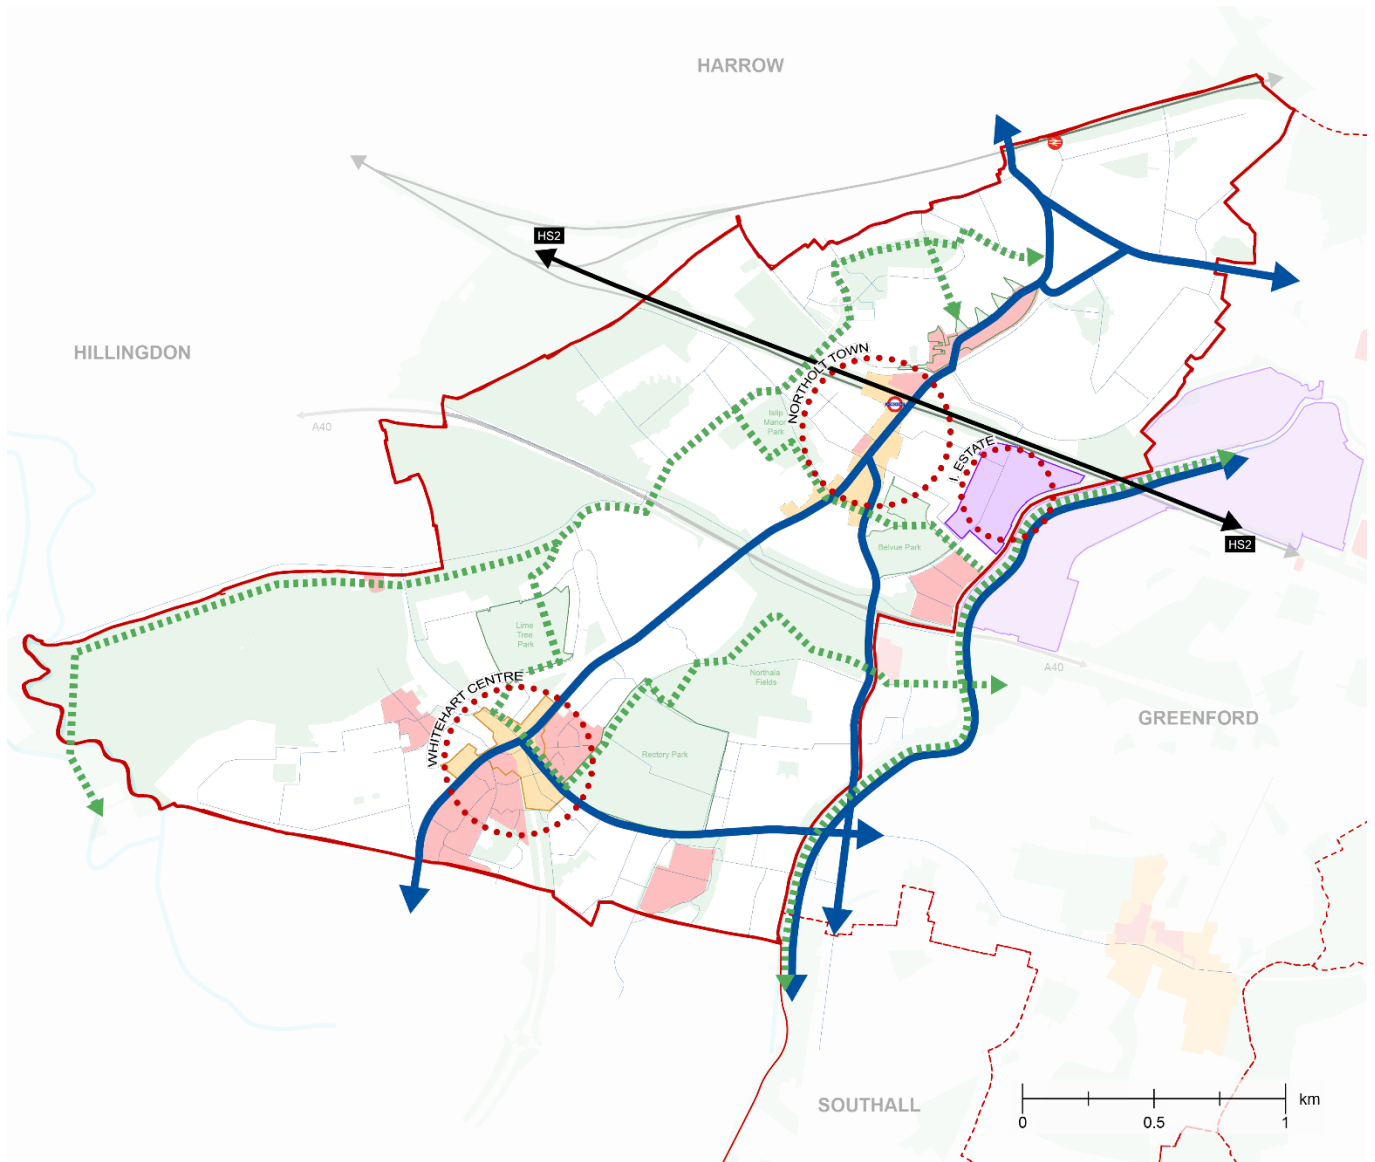 HARROW
HS2
HILLINGDON
NORTHOLT TOWN
A40
Islip
Manor
Park
I. ESTATE
HS2
Belvue Park
Lime
Tree
Park
A40
Northala
Fields
WHITEHART CENTRE
GREENFORD
Rectory Park
SOUTHALL
km
0
0.5
1